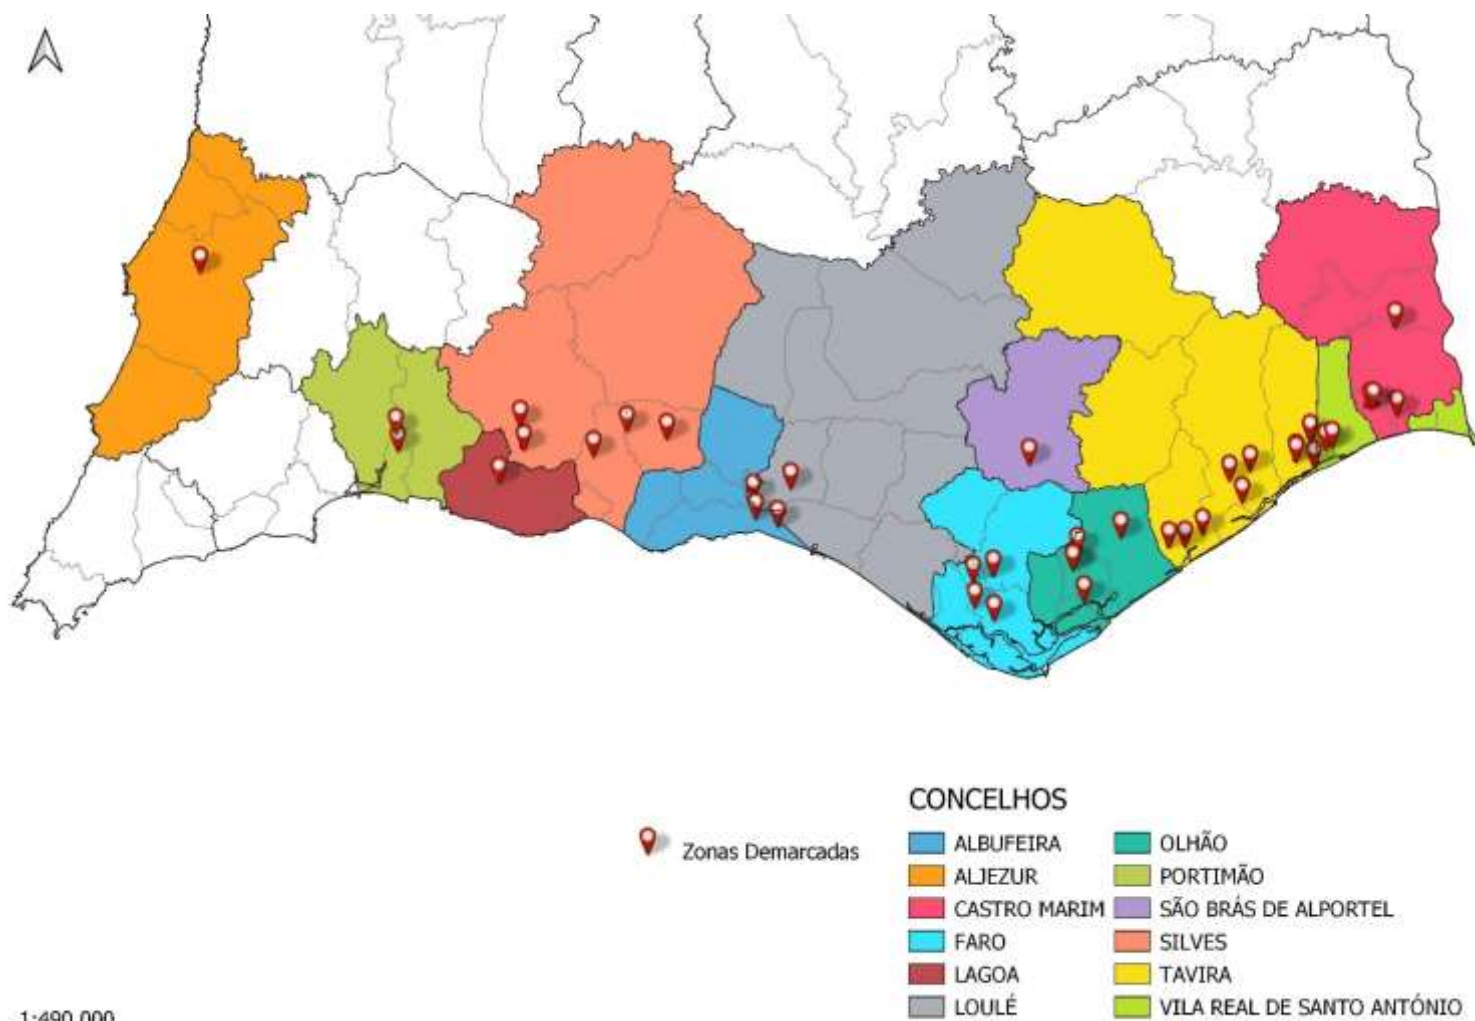 CONCELHOS
Zonas Demarcadas
ALBUFEIRA
ALJEZUR
CASTRO MARIM
FARO
LAGOA
LOULÉ
OLHÃO
PORTIMÃO
SÃO BRÁS DE ALPORTEL
SILVES
TAVIRA
VILA REAL DE SANTO ANTÓNIO
1:490.000